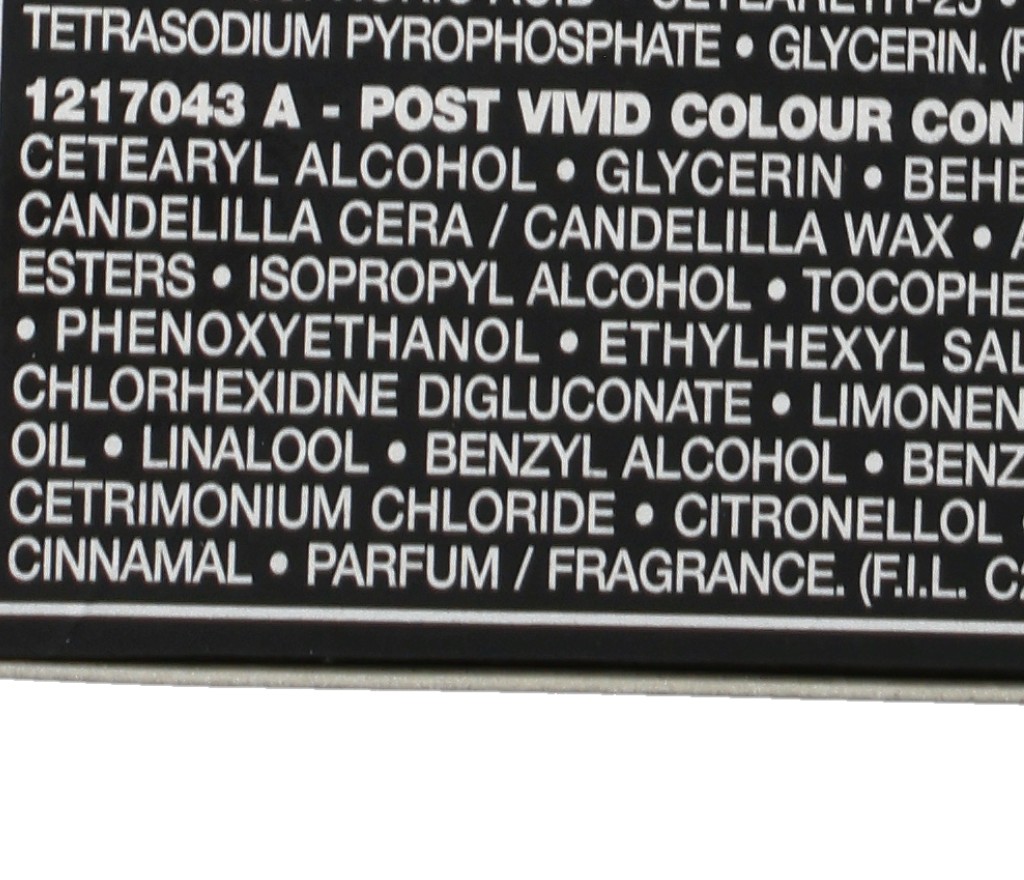 TETRASODIUM PYROPHOSPHATE • GLYCERIN.
1217043 A - POST VIVID COLOUR
CETEARYL ALCOHOL • GLYCERIN •
CANDELILLA CERA / CANDELILLA WAX •
ESTERS • ISOPROPYL ALCOHOL •
• PHENOXYETHANOL • ETHYLHEXYL
CHLORHEXIDINE DIGLUCONATE •
OIL • LINALOOL • BENZYL ALCOHOL •
CETRIMONIUM CHLORIDE • CITRONELLOL
CINNAMAL • PARFUM / FRAGRANCE. (F.I.L.